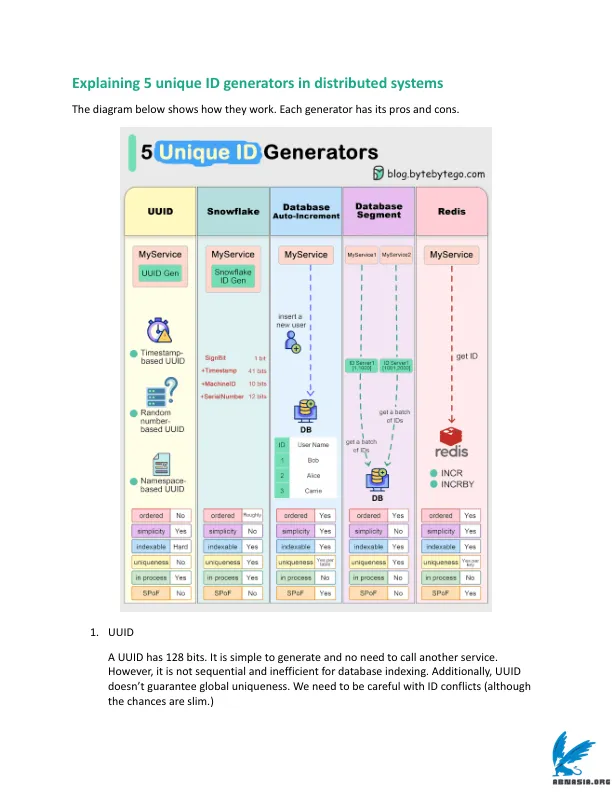 Explaining 5 unique ID generators in distributed systems
The diagram below shows how they work. Each generator has its pros and cons.
5 Unique ID Generators
blog.bytebytego.com
UUID
Snowflake
Database
Auto-Increment
Database
Segment
Redis
MyService
UUID Gen
Timestamp-
based UUID
Random
number-
based UUID
Namespace-
based UUID
MyService
Snowflake
ID Gen
SignBit 1 bit
+Timestamp 41 bits
+MachineID 10 bits
+SerialNumber 12 bits
MyService
insert a
new user
DB
ID User Name
1 Bob
2 Alice
3 Carrie
MyService1 MyService2
ID Server1
[1,1000]
ID Server1
[1001,2000]
get a batch
of IDs
get a batch
of IDs
DB
MyService
get ID
redis
INCR
INCRBY
ordered No
simplicity Yes
indexable Hard
uniqueness No
in process Yes
SPoF No
ordered Roughly
simplicity No
indexable Yes
uniqueness Yes
in process Yes
SPoF No
ordered Yes
simplicity Yes
indexable Yes
uniqueness Yes,per
in process No
SPoF Yes
ordered Yes
simplicity No
indexable Yes
uniqueness Yes
in process No
SPoF No
ordered Yes
simplicity Yes
indexable Yes
uniqueness Yes,per
in process No
SPoF Yes
1. UUID
A UUID has 128 bits. It is simple to generate and no need to call another service.
However, it is not sequential and inefficient for database indexing. Additionally, UUID
doesn’t guarantee global uniqueness. We need to be careful with ID conflicts (although
the chances are slim.)
ABNASIA.ORG